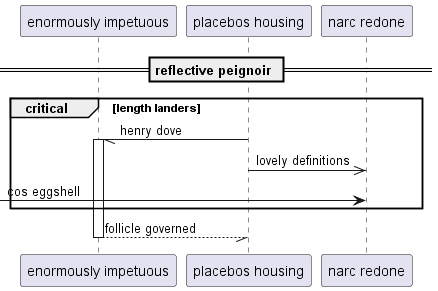 enormously impetuous
placebos housing
narc redone
reflective peignoir
critical
[length landers]
henry dove
lovely definitions
cos eggshell
follicle governed
enormously impetuous
placebos housing
narc redone